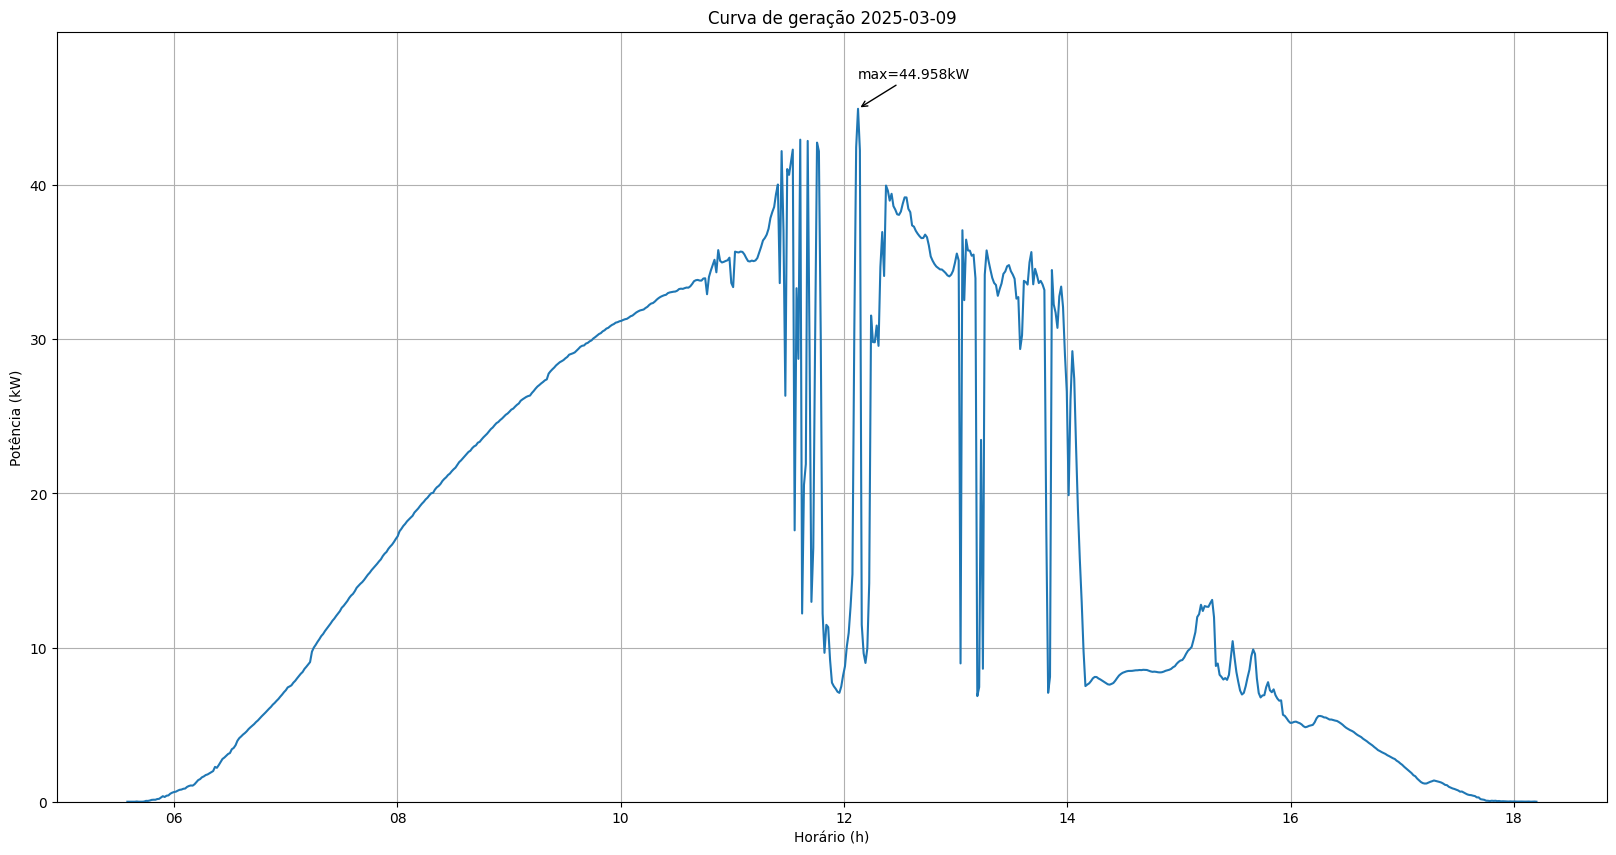 Curva de geração 2025-03-09
max=44.958kW
40
30
20
10
0
Potência (kW)
06 08 10 12 14 16 18
Horário (h)